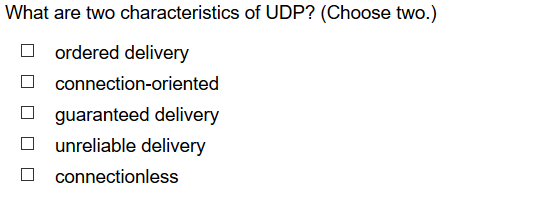 What are two characteristics of UDP? (Choose two.)
ordered delivery
connection-oriented
guaranteed delivery
unreliable delivery
connectionless